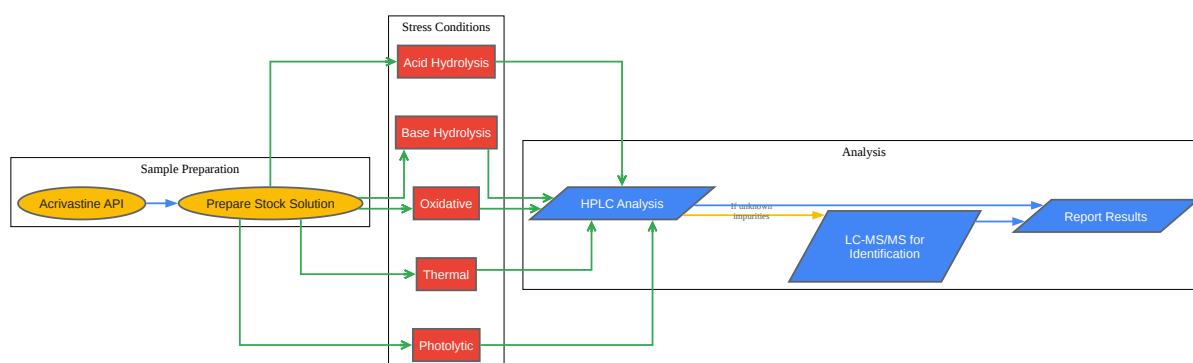 Stress Conditions
Acid Hydrolysis
Base Hydrolysis
Sample Preparation
Analysis
Acrivastine API
Prepare Stock Solution
Oxidative
HPLC Analysis
If unknown
impurities
Report Results
LC-MS/MS for
Identification
Thermal
Photolytic